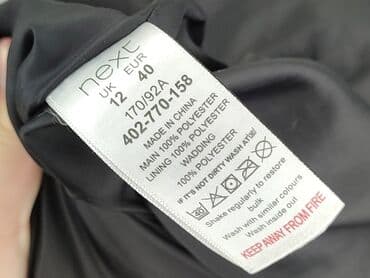 next
UK EUR
12 40
170/92A
402-770-158
MADE IN CHINA
MAIN 100% POLYESTER
LINING 100% POLYESTER
WADDING
100% POLYESTER
IF IT'S NOT DIRTY WASH AT 30°
Shake regularly to restore
bulk
Wash with similar colours
Wash inside out
KEEP AWAY FROM FIRE